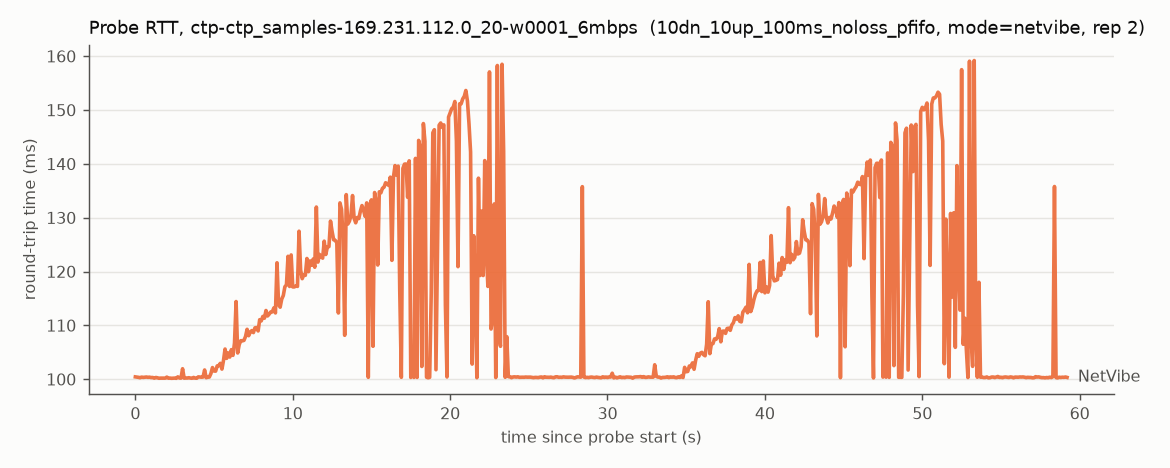 Probe RTT, ctp-ctp_samples-169.231.112.0_20-w0001_6mbps (10dn_10up_100ms_noloss_pfifo, mode=netvibe, rep 2)
160
150
140
130
120
110
100
round-trip time (ms)
NetVibe
0 10 20 30 40 50 60
time since probe start (s)